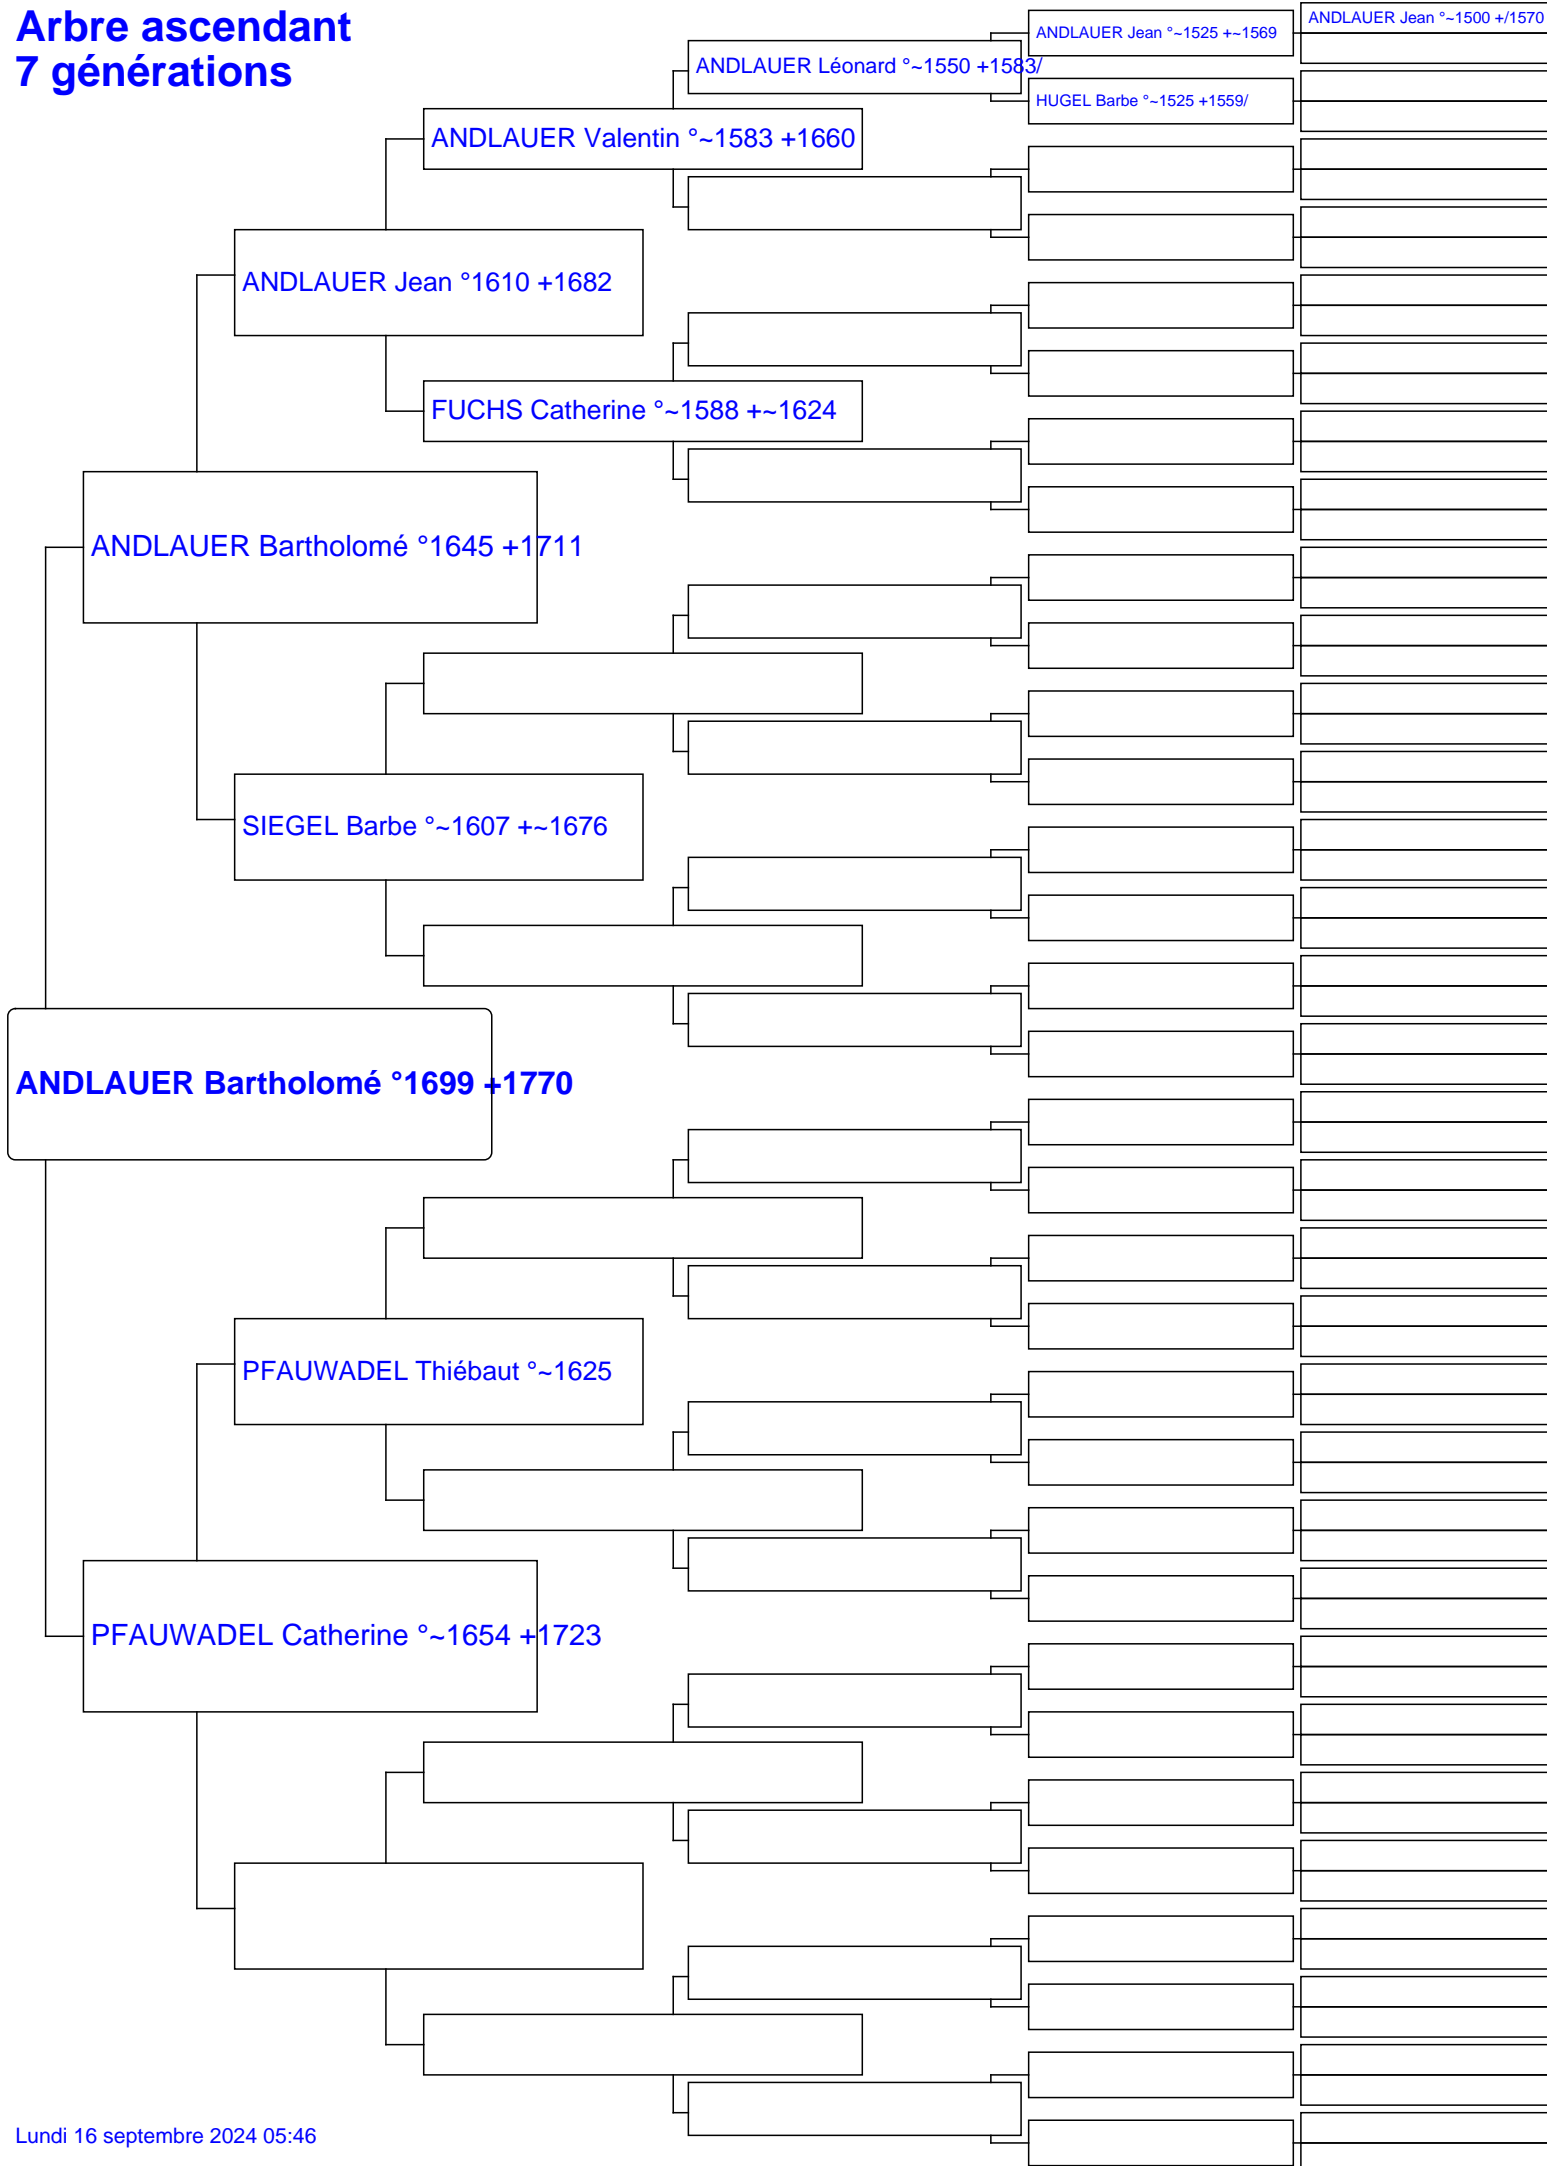 Arbre ascendant
7 générations
ANDLAUER Jean °~1500 +/1570
ANDLAUER Jean °~1525 +~1569
ANDLAUER Léonard °~1550 +1583/
HUGEL Barbe °~1525 +1559/
ANDLAUER Valentin °~1583 +1660
ANDLAUER Jean °1610 +1682
FUCHS Catherine °~1588 +~1624
ANDLAUER Bartholomé °1645 +1711
SIEGEL Barbe °~1607 +~1676
ANDLAUER Bartholomé °1699 +1770
PFAUWADEL Thiébaut °~1625
PFAUWADEL Catherine °~1654 +1723
Lundi 16 septembre 2024 05:46